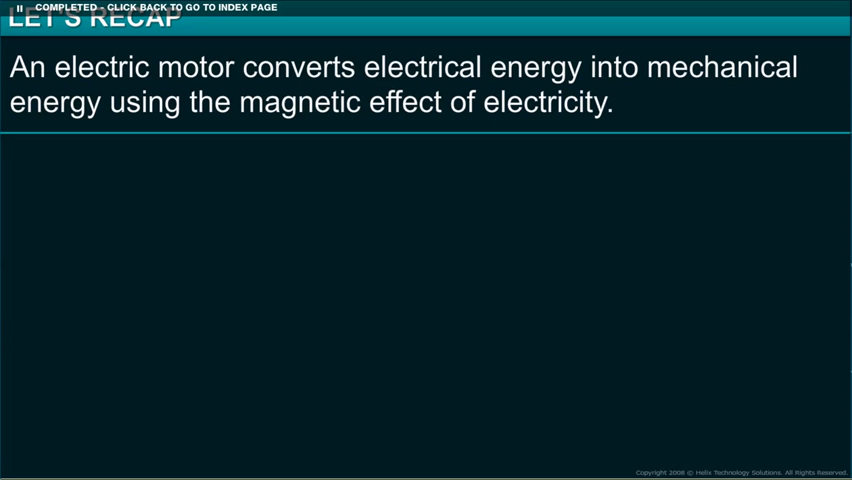 COMPLETED - CLICK BACK TO GO TO INDEX PAGE
LET'S RECAP
An electric motor converts electrical energy into mechanical
energy using the magnetic effect of electricity.
Copyright 2008 © Helix Technology Solutions. All Rights Reserved.